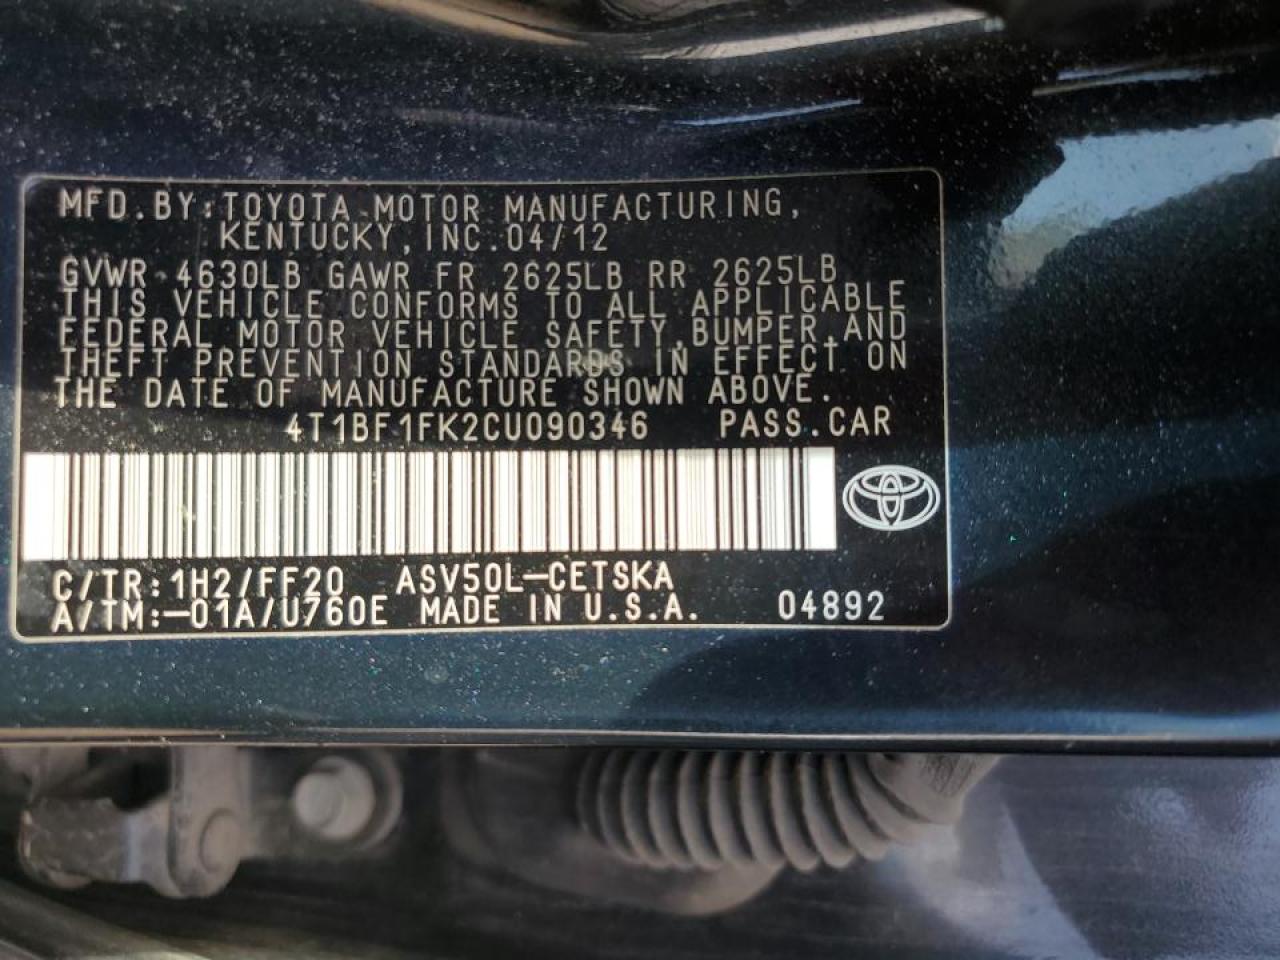 MFD.BY:TOYOTA MOTOR MANUFACTURING,
KENTUCKY,INC.04/12
GVWR 4630LB GAWR FR 2625LB RR 2625LB
THIS VEHICLE CONFORMS TO ALL APPLICABLE
FEDERAL MOTOR VEHICLE SAFETY,BUMPER,AND
THEFT PREVENTION STANDARDS IN EFFECT ON
THE DATE OF MANUFACTURE SHOWN ABOVE.
4T1BF1FK2CU090346 PASS.CAR
C/TR:1H2/FF20 ASV50L-CETSKA
A/TM:-01A/U760E MADE IN U.S.A. 04892